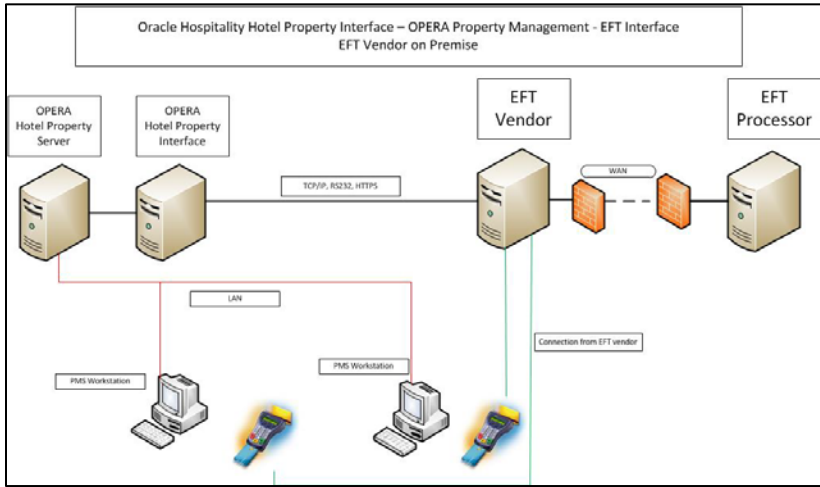 Oracle Hospitality Hotel Property Interface – OPERA Property Management - EFT Interface
EFT Vendor on Premise
OPERA
Hotel Property
Server
OPERA
Hotel Property
Interface
EFT
Vendor
EFT
Processor
WAN
TCP/IP, RS232, HTTPS
LAN
Connection from EFT vendor
PMS Workstation
PMS Workstation